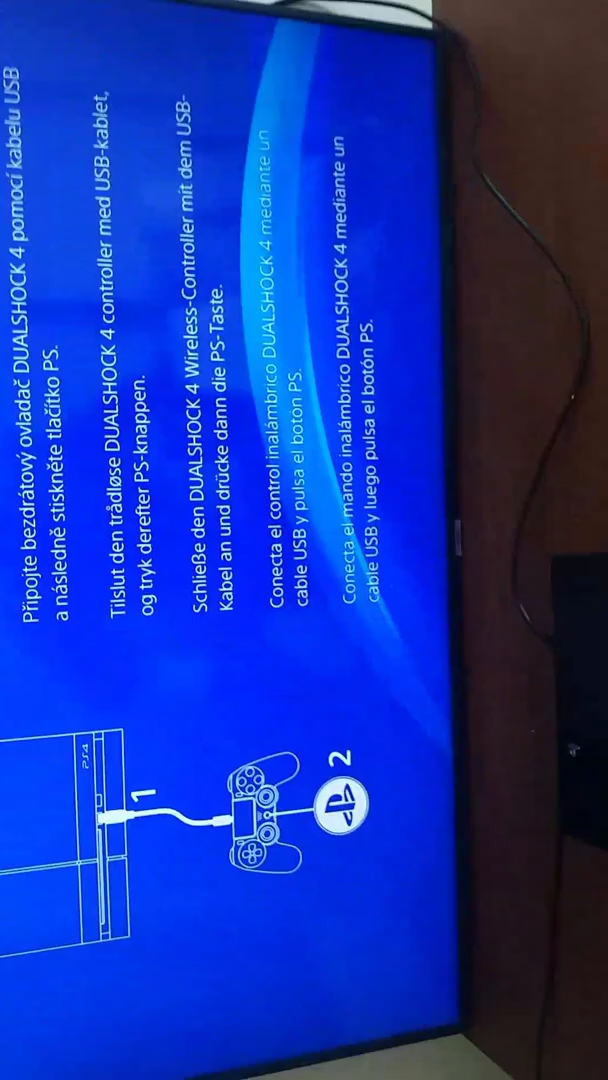 Připojte bezdrátový ovladač DUALSHOCK 4 pomocí kabelu USB
a následně stiskněte tlačítko PS.
Tilslut den trådløse DUALSHOCK 4 controller med USB-kablet,
og tryk derefter PS-knappen.
Schließe den DUALSHOCK 4 Wireless-Controller mit dem USB-
Kabel an und drücke dann die PS-Taste.
Conecta el control inalámbrico DUALSHOCK 4 mediante un
cable USB y pulsa el botón PS.
Conecta el mando inalámbrico DUALSHOCK 4 mediante un
cable USB y luego pulsa el botón PS.
PS4
1
2